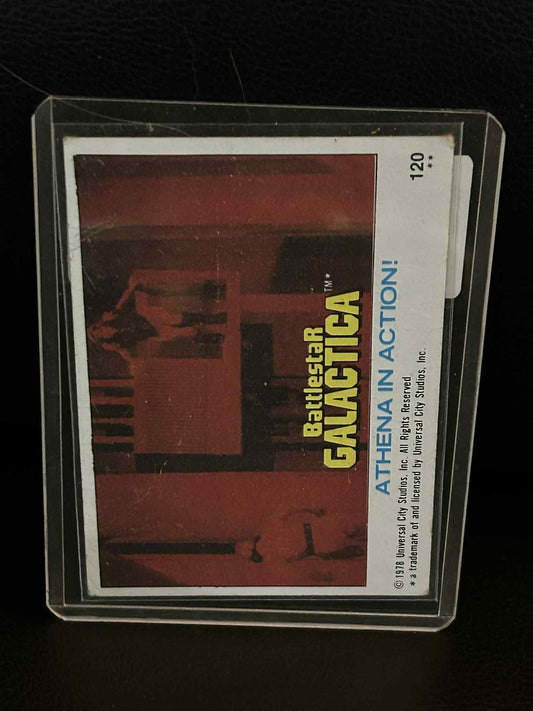 120
**
BattlestaR
GALACTICA™*
ATHENA IN ACTION!
© 1978 Universal City Studios, Inc. All Rights Reserved
* a trademark of and licensed by Universal City Studios, Inc.